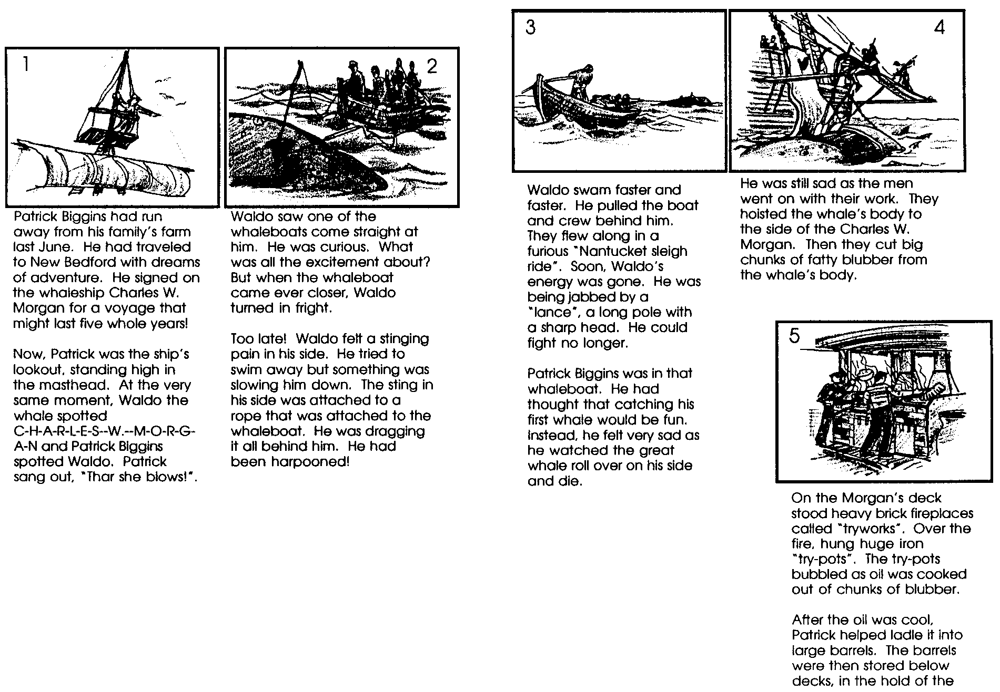 1
Patrick Biggins had run
away from his family's farm
last June. He had traveled
to New Bedford with dreams
of adventure. He signed on
the whaleship Charles W.
Morgan for a voyage that
might last five whole years!
Now, Patrick was the ship's
lookout, standing high in
the masthead. At the very
same moment, Waldo the
whale spotted
C-H-A-R-L-E-S--W.--M-O-R-G-
A-N and Patrick Biggins
spotted Waldo. Patrick
sang out, "Thar she blows!".
2
Waldo saw one of the
whaleboats come straight at
him. He was curious. What
was all the excitement about?
But when the whaleboat
came ever closer, Waldo
turned in fright.
Too late! Waldo felt a stinging
pain in his side. He tried to
swim away but something was
slowing him down. The sting in
his side was attached to a
rope that was attached to the
whaleboat. He was dragging
it all behind him. He had
been harpooned!
3
Waldo swam faster and
faster. He pulled the boat
and crew behind him.
They flew along in a
furious "Nantucket sleigh
ride". Soon, Waldo's
energy was gone. He was
being jabbed by a
"lance", a long pole with
a sharp head. He could
fight no longer.
Patrick Biggins was in that
whaleboat. He had
thought that catching his
first whale would be fun.
Instead, he felt very sad as
he watched the great
whale roll over on his side
and die.
4
He was still sad as the men
went on with their work. They
hoisted the whale's body to
the side of the Charles W.
Morgan. Then they cut big
chunks of fatty blubber from
the whale's body.
5
On the Morgan's deck
stood heavy brick fireplaces
called "tryworks". Over the
fire, hung huge iron
"try-pots". The try-pots
bubbled as oil was cooked
out of chunks of blubber.
After the oil was cool,
Patrick helped ladle it into
large barrels. The barrels
were then stored below
decks, in the hold of the